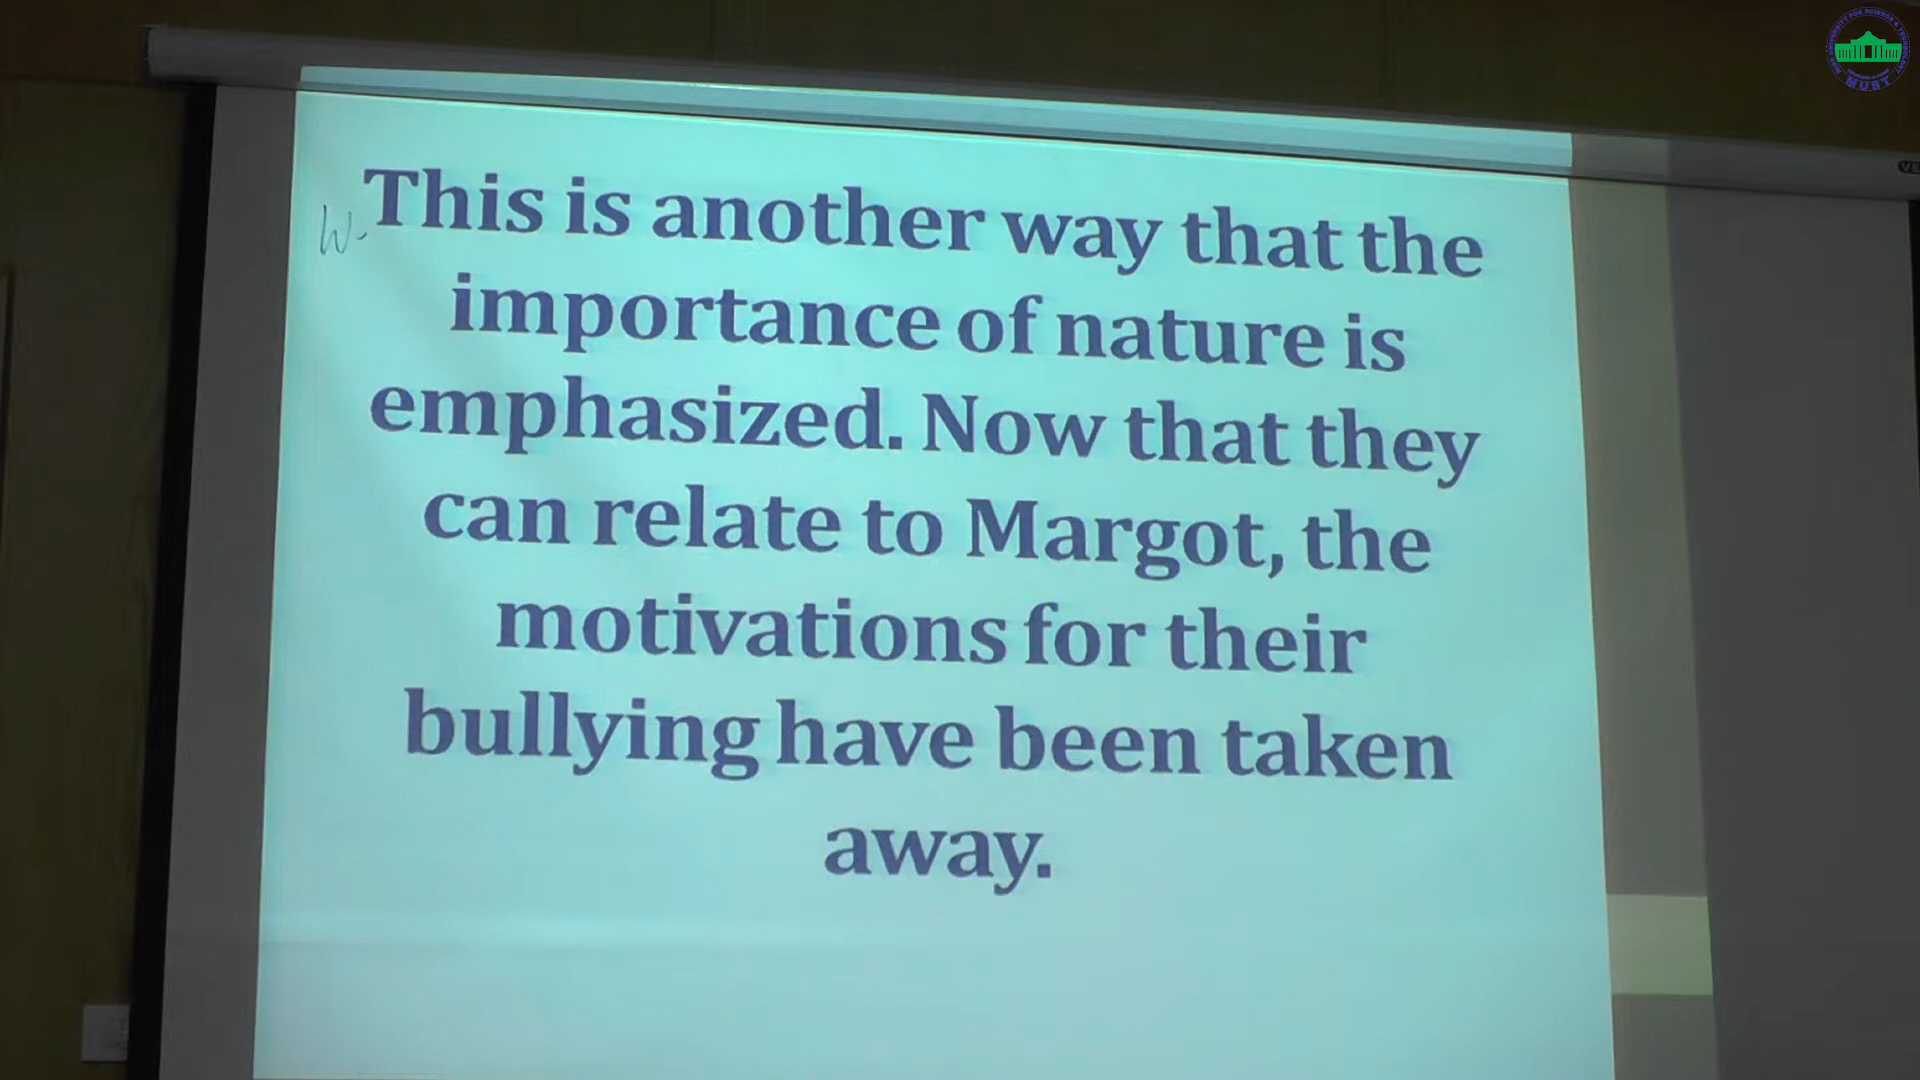 This is another way that the
importance of nature is
emphasized. Now that they
can relate to Margot, the
motivations for their
bullying have been taken
away.
MUST